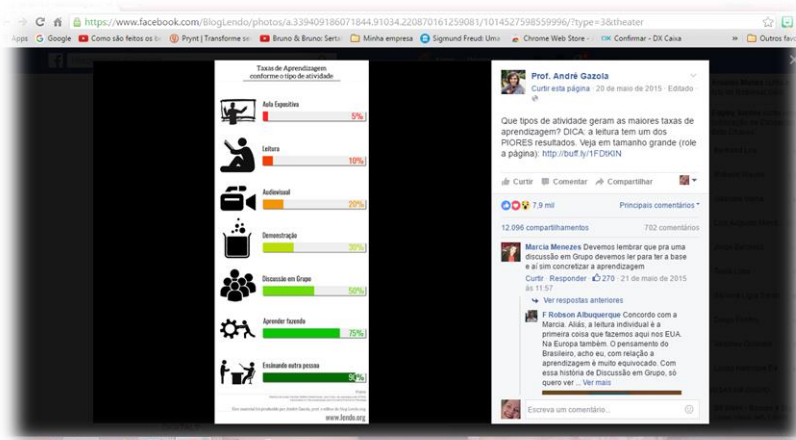 https://www.facebook.com/BlogLendo/photos/a.339409186071844.91034.220870161259081/1014527598559996/?type=3&theater
Apps Google Como são feitos os Prynt | Transforme se Bruno & Bruno: Serta Minha empresa Sigmund Freud: Uma Chrome Web Store - Confirmar - DX Caixa » Outros favo
Taxas de Aprendizagem
conforme o tipo de atividade
Aula Expositiva
5%
Leitura
10%
Audiovisual
20%
Demonstração
30%
Discussão em Grupo
50%
Aprender fazendo
75%
Ensinando outra pessoa
90%
www.lendo.org
Prof. André Gazola
Curtir esta página · 20 de maio de 2015 · Editado ·
Que tipos de atividade geram as maiores taxas de
aprendizagem? DICA: a leitura tem um dos
PIORES resultados. Veja em tamanho grande (role
a página): http://buff.ly/1FDtKIN
Curtir Comentar Compartilhar
7,9 mil Principais comentários
12.096 compartilhamentos 702 comentários
Marcia Menezes Devemos lembrar que pra uma
discussão em Grupo devemos ler para ter a base
e aí sim concretizar a aprendizagem
Curtir · Responder · 270 · 21 de maio de 2015
às 11:57
Ver respostas anteriores
F Robson Albuquerque Concordo com a
Marcia. Aliás, a leitura individual é a
primeira coisa que fazemos aqui nos EUA.
Na Europa também. O pensamento do
Brasileiro, acho eu, com relação a
aprendizagem é muito equivocado. Com
essa história de Discussão em Grupo, só
quero ver ... Ver mais
Escreva um comentário...